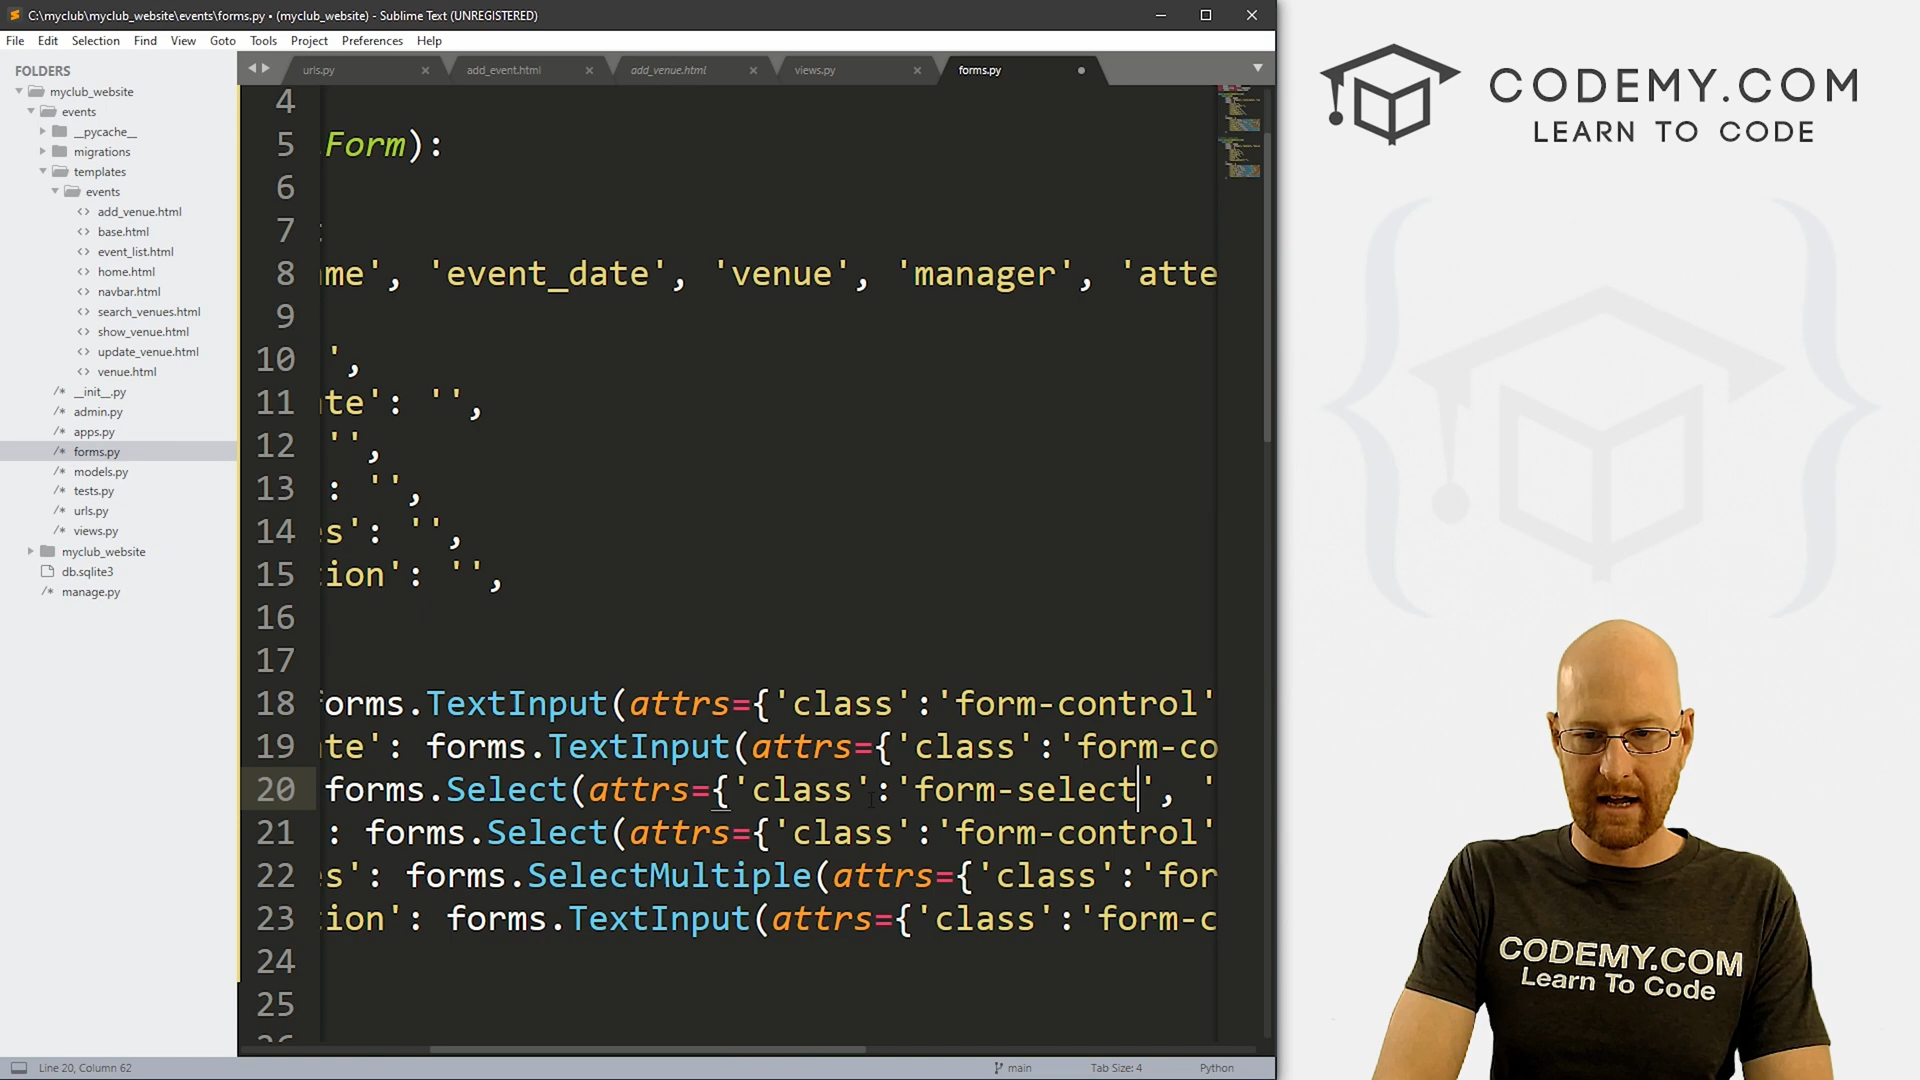 C:\myclub\myclub_website\events\forms.py • (myclub_website) - Sublime Text (UNREGISTERED)
File Edit Selection Find View Goto Tools Project Preferences Help
FOLDERS
myclub_website
events
__pycache__
migrations
templates
events
add_venue.html
base.html
event_list.html
home.html
navbar.html
search_venues.html
show_venue.html
update_venue.html
venue.html
__init__.py
admin.py
apps.py
forms.py
models.py
tests.py
urls.py
views.py
myclub_website
db.sqlite3
manage.py
urls.py add_event.html add_venue.html views.py forms.py
4
5 .Form):
6
7 :
8 me', 'event_date', 'venue', 'manager', 'atte
9
10 ',
11 te': '',
12 '',
13 : '',
14 s': '',
15 ion': '',
16
17
18 forms.TextInput(attrs={'class':'form-control'
19 te': forms.TextInput(attrs={'class':'form-co
20 forms.Select(attrs={'class':'form-select', '
21 : forms.Select(attrs={'class':'form-control'
22 s': forms.SelectMultiple(attrs={'class':'for
23 ion': forms.TextInput(attrs={'class':'form-c
24
25
26
Line 20, Column 62 main Tab Size: 4 Python
CODEMY.COM
LEARN TO CODE
CODEMY.COM
Learn To Code